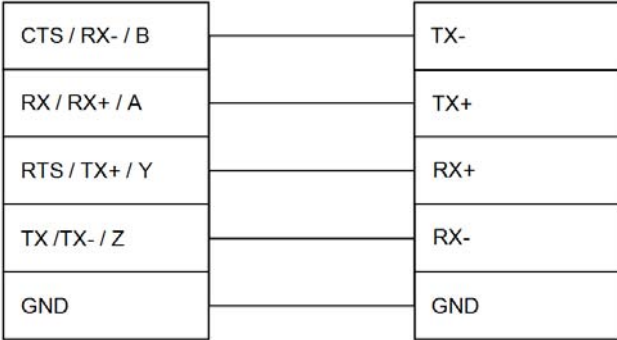 CTS / RX- / B TX-
RX / RX+ / A TX+
RTS / TX+ / Y RX+
TX /TX- / Z RX-
GND GND